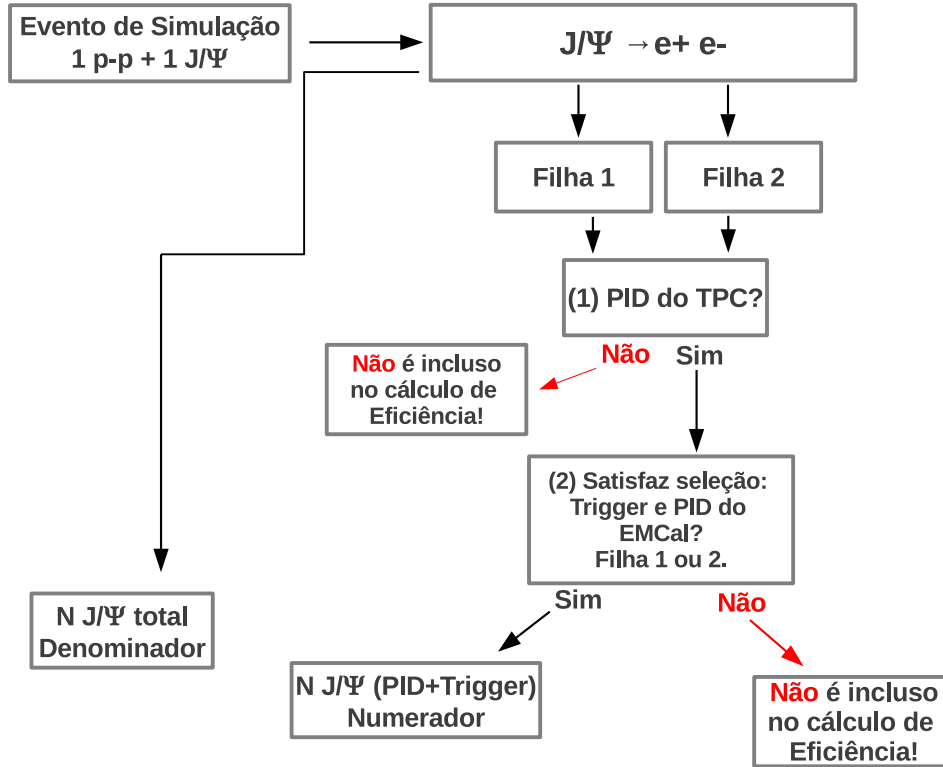 Evento de Simulação
1 p-p + 1 J/Ψ
J/Ψ →e+ e-
Filha 1
Filha 2
(1) PID do TPC?
Não
Sim
Não é incluso
no cálculo de
Eficiência!
(2) Satisfaz seleção:
Trigger e PID do
EMCal?
Filha 1 ou 2.
Sim
Não
N J/Ψ total
Denominador
N J/Ψ (PID+Trigger)
Numerador
Não é incluso
no cálculo de
Eficiência!